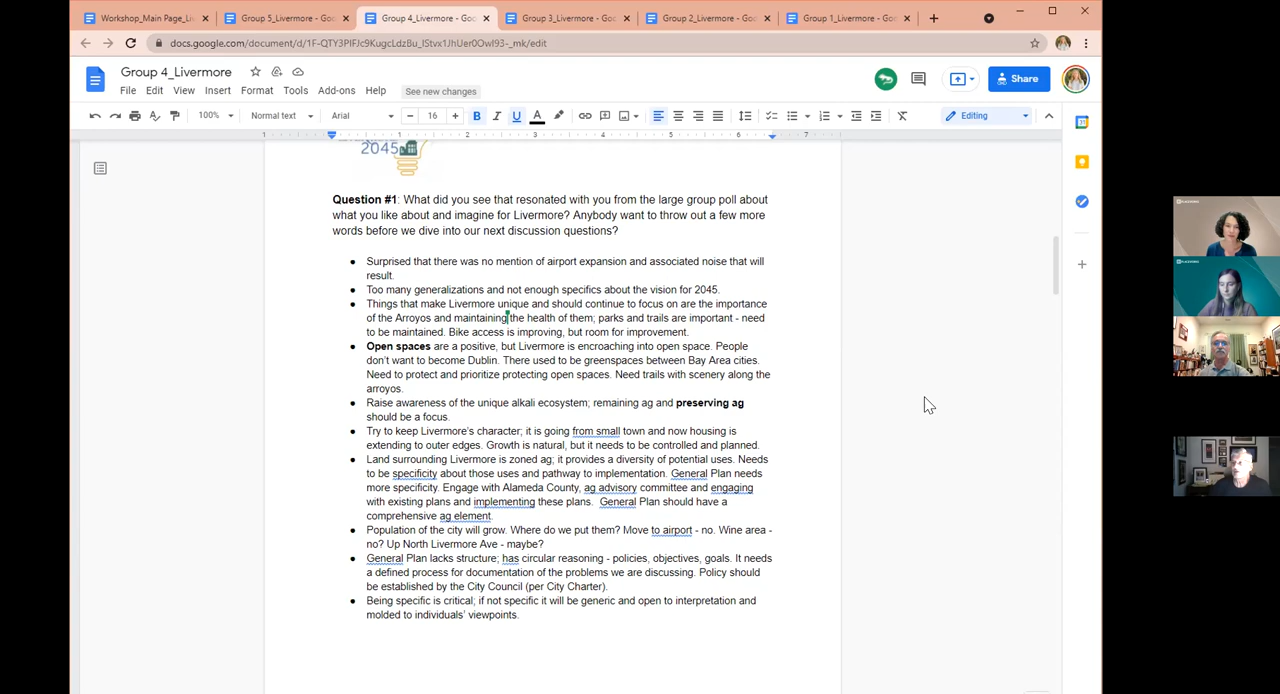 Workshop_Main Page_Li
Group 5_Livermore - Goo
Group 4_Livermore - Goo
Group 3_Livermore - Goo
Group 2_Livermore - Goo
Group 1_Livermore - Goo
docs.google.com/document/d/1F-QTY3PlFJc9KugcLdzBu_lStvx1JhUer0Owl93-_mk/edit
Group 4_Livermore
File Edit View Insert Format Tools Add-ons Help See new changes
Share
100% Normal text Arial 16 B I U A Editing
1 1 2 3 4 5 6 7
2045
Question #1: What did you see that resonated with you from the large group poll about
what you like about and imagine for Livermore? Anybody want to throw out a few more
words before we dive into our next discussion questions?
Surprised that there was no mention of airport expansion and associated noise that will
result.
Too many generalizations and not enough specifics about the vision for 2045.
Things that make Livermore unique and should continue to focus on are the importance
of the Arroyos and maintaining the health of them; parks and trails are important - need
to be maintained. Bike access is improving, but room for improvement.
Open spaces are a positive, but Livermore is encroaching into open space. People
don't want to become Dublin. There used to be greenspaces between Bay Area cities.
Need to protect and prioritize protecting open spaces. Need trails with scenery along the
arroyos.
Raise awareness of the unique alkali ecosystem; remaining ag and preserving ag
should be a focus.
Try to keep Livermore's character; it is going from small town and now housing is
extending to outer edges. Growth is natural, but it needs to be controlled and planned.
Land surrounding Livermore is zoned ag; it provides a diversity of potential uses. Needs
to be specificity about those uses and pathway to implementation. General Plan needs
more specificity. Engage with Alameda County, ag advisory committee and engaging
with existing plans and implementing these plans.  General Plan should have a
comprehensive ag element.
Population of the city will grow. Where do we put them? Move to airport - no. Wine area -
no? Up North Livermore Ave - maybe?
General Plan lacks structure; has circular reasoning - policies, objectives, goals. It needs
a defined process for documentation of the problems we are discussing. Policy should
be established by the City Council (per City Charter).
Being specific is critical; if not specific it will be generic and open to interpretation and
molded to individuals' viewpoints.